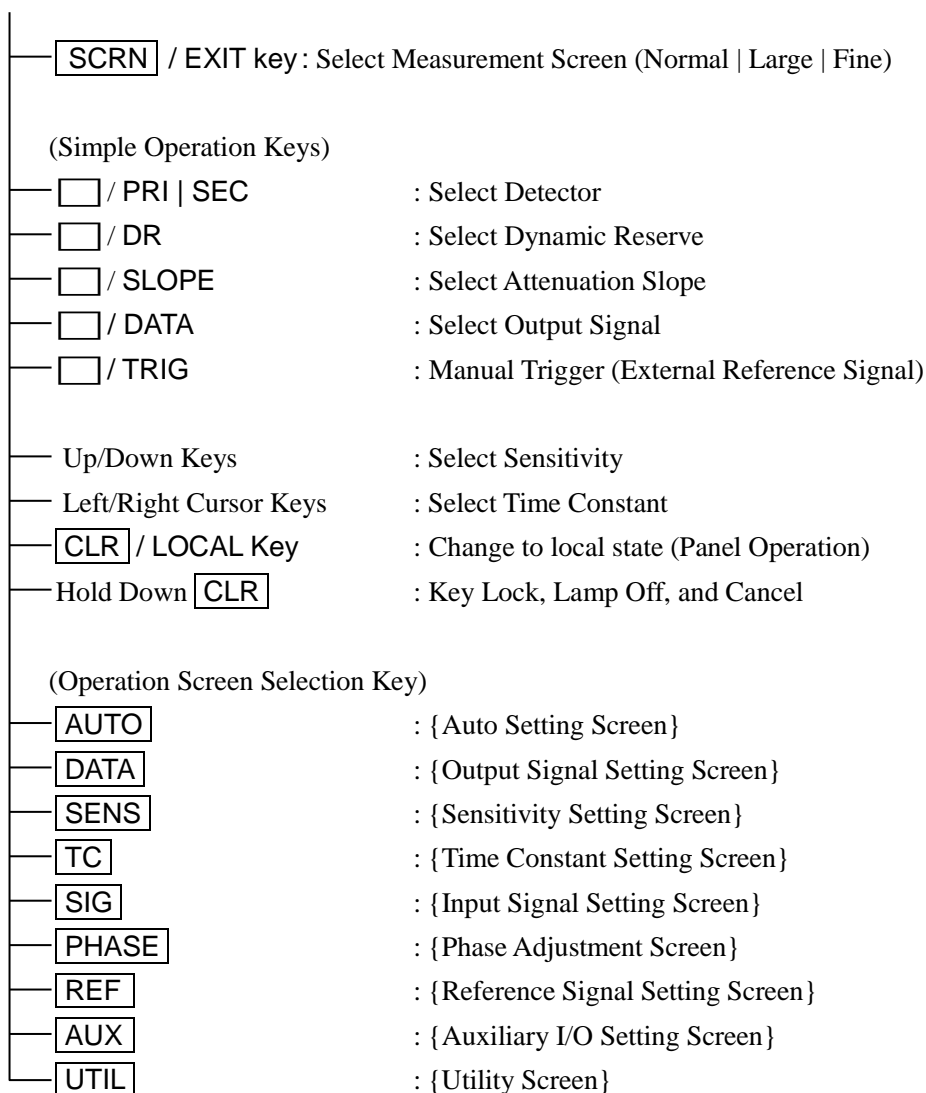 SCRN / EXIT key : Select Measurement Screen (Normal | Large | Fine)
(Simple Operation Keys)
/ PRI | SEC : Select Detector
/ DR : Select Dynamic Reserve
/ SLOPE : Select Attenuation Slope
/ DATA : Select Output Signal
/ TRIG : Manual Trigger (External Reference Signal)
Up/Down Keys : Select Sensitivity
Left/Right Cursor Keys : Select Time Constant
CLR / LOCAL Key : Change to local state (Panel Operation)
Hold Down CLR : Key Lock, Lamp Off, and Cancel
(Operation Screen Selection Key)
AUTO : {Auto Setting Screen}
DATA : {Output Signal Setting Screen}
SENS : {Sensitivity Setting Screen}
TC : {Time Constant Setting Screen}
SIG : {Input Signal Setting Screen}
PHASE : {Phase Adjustment Screen}
REF : {Reference Signal Setting Screen}
AUX : {Auxiliary I/O Setting Screen}
UTIL : {Utility Screen}